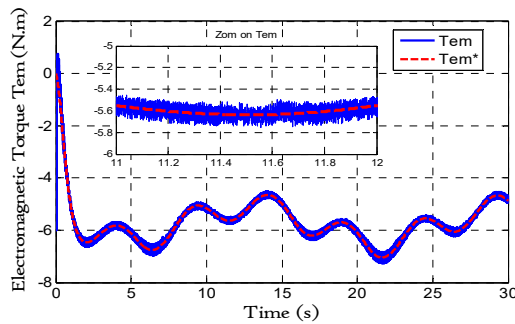 Zom on Tem
-5
-5.2
-5.4
-5.6
-5.8
-6
11 11.2 11.4 11.6 11.8 12
Tem
Tem*
Electromagnetic Torque Tem (N.m)
0
-2
-4
-6
-8
0 5 10 15 20 25 30
Time (s)